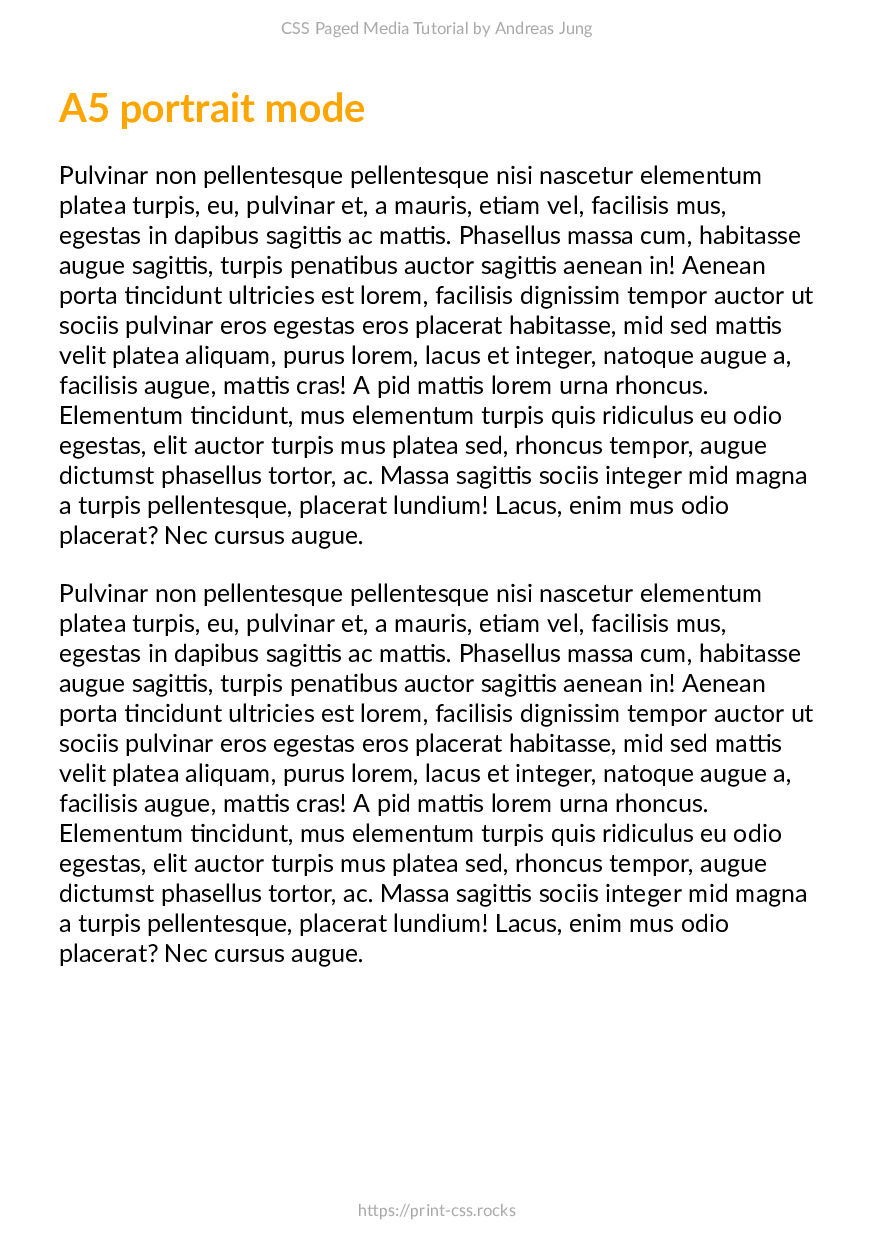 CSS Paged Media Tutorial by Andreas Jung
A5 portrait mode
Pulvinar non pellentesque pellentesque nisi nascetur elementum
platea turpis, eu, pulvinar et, a mauris, etiam vel, facilisis mus,
egestas in dapibus sagittis ac mattis. Phasellus massa cum, habitasse
augue sagittis, turpis penatibus auctor sagittis aenean in! Aenean
porta tincidunt ultricies est lorem, facilisis dignissim tempor auctor ut
sociis pulvinar eros egestas eros placerat habitasse, mid sed mattis
velit platea aliquam, purus lorem, lacus et integer, natoque augue a,
facilisis augue, mattis cras! A pid mattis lorem urna rhoncus.
Elementum tincidunt, mus elementum turpis quis ridiculus eu odio
egestas, elit auctor turpis mus platea sed, rhoncus tempor, augue
dictumst phasellus tortor, ac. Massa sagittis sociis integer mid magna
a turpis pellentesque, placerat lundium! Lacus, enim mus odio
placerat? Nec cursus augue.
Pulvinar non pellentesque pellentesque nisi nascetur elementum
platea turpis, eu, pulvinar et, a mauris, etiam vel, facilisis mus,
egestas in dapibus sagittis ac mattis. Phasellus massa cum, habitasse
augue sagittis, turpis penatibus auctor sagittis aenean in! Aenean
porta tincidunt ultricies est lorem, facilisis dignissim tempor auctor ut
sociis pulvinar eros egestas eros placerat habitasse, mid sed mattis
velit platea aliquam, purus lorem, lacus et integer, natoque augue a,
facilisis augue, mattis cras! A pid mattis lorem urna rhoncus.
Elementum tincidunt, mus elementum turpis quis ridiculus eu odio
egestas, elit auctor turpis mus platea sed, rhoncus tempor, augue
dictumst phasellus tortor, ac. Massa sagittis sociis integer mid magna
a turpis pellentesque, placerat lundium! Lacus, enim mus odio
placerat? Nec cursus augue.
https://print-css.rocks